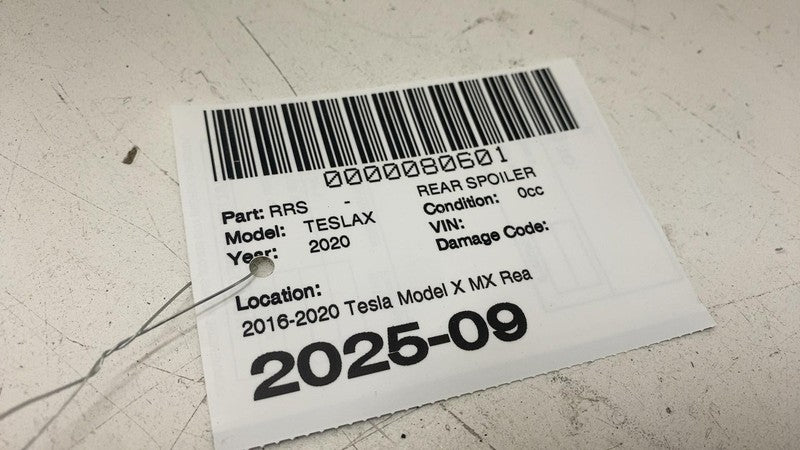 0000080601
Part: RRS - REAR SPOILER
Model: TESLAX Condition: 0cc
Year: 2020 VIN:
Damage Code:
Location:
2016-2020 Tesla Model X MX Rea
2025-09